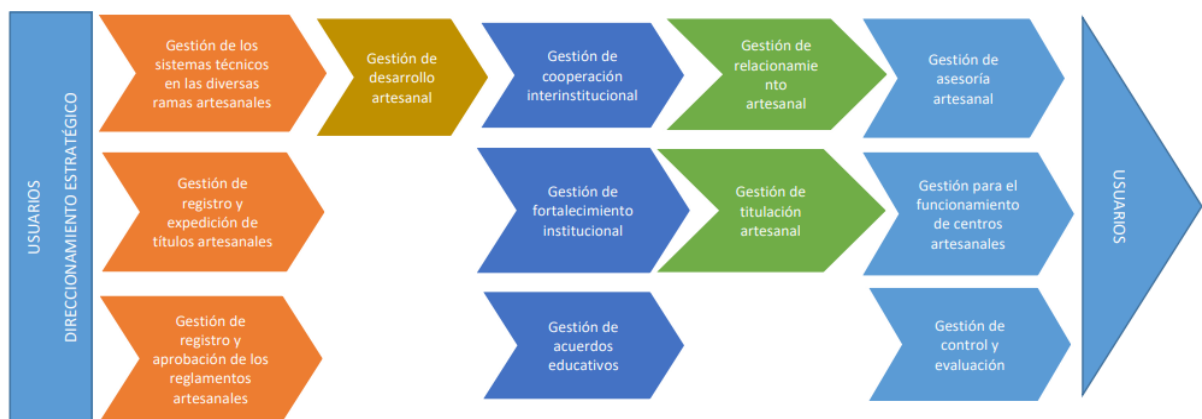 USUARIOS
DIRECCIONAMIENTO ESTRATÉGICO
Gestión de los
sistemas técnicos
en las diversas
ramas artesanales
Gestión de
desarrollo
artesanal
Gestión de
cooperación
interinstitucional
Gestión de
relacionamie
nto
artesanal
Gestión de
asesoría
artesanal
Gestión de
registro y
expedición de
títulos artesanales
Gestión de
fortalecimiento
institucional
Gestión de
titulación
artesanal
Gestión para el
funcionamiento
de centros
artesanales
Gestión de
registro y
aprobación de los
reglamentos
artesanales
Gestión de
acuerdos
educativos
Gestión de
control y
evaluación
USUARIOS